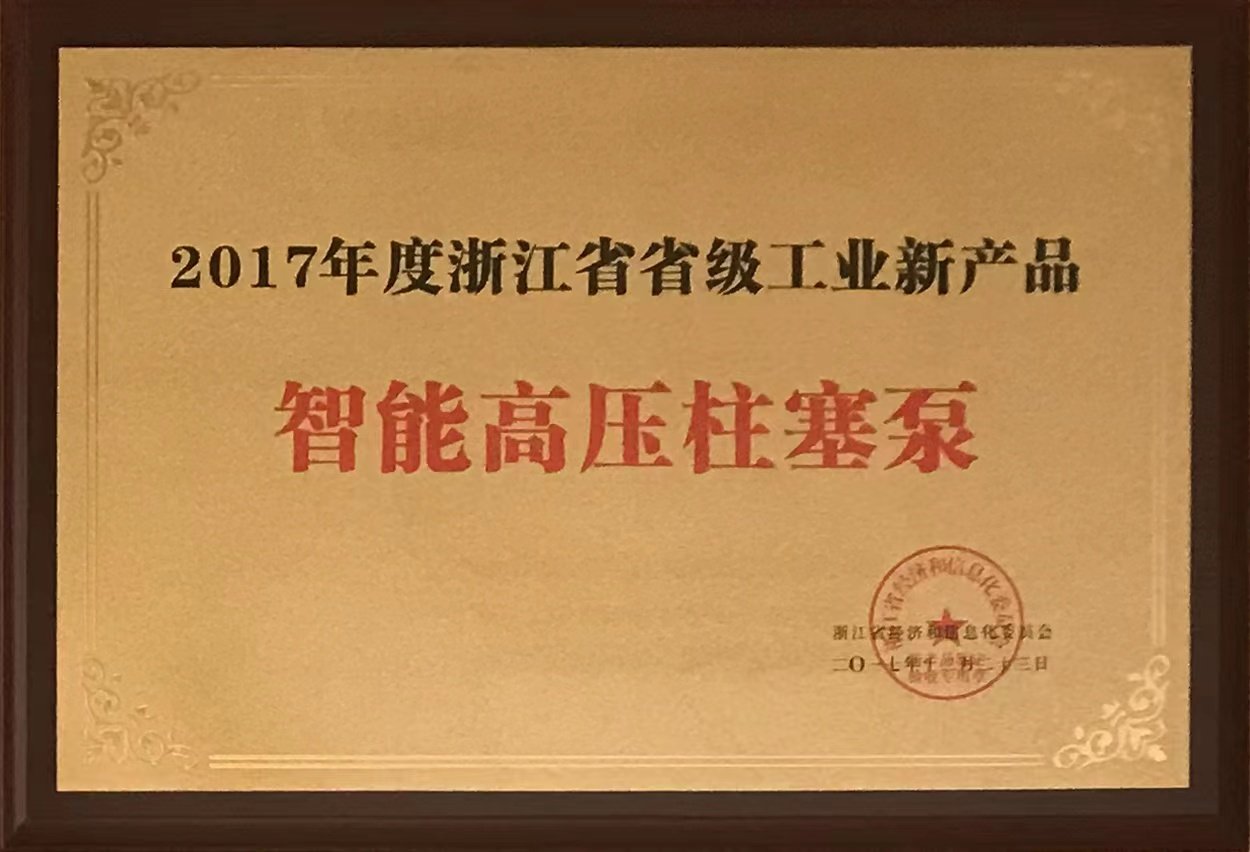 2017年度浙江省省级工业新产品
智能高压柱塞泵
浙江省经济和信息化委员会
二〇一七年十二月二十三日